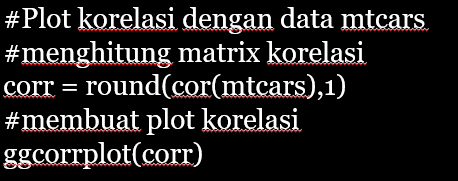 #Plot korelasi dengan data mtcars
#menghitung matrix korelasi
corr = round(cor(mtcars),1)
#membuat plot korelasi
ggcorrplot(corr)